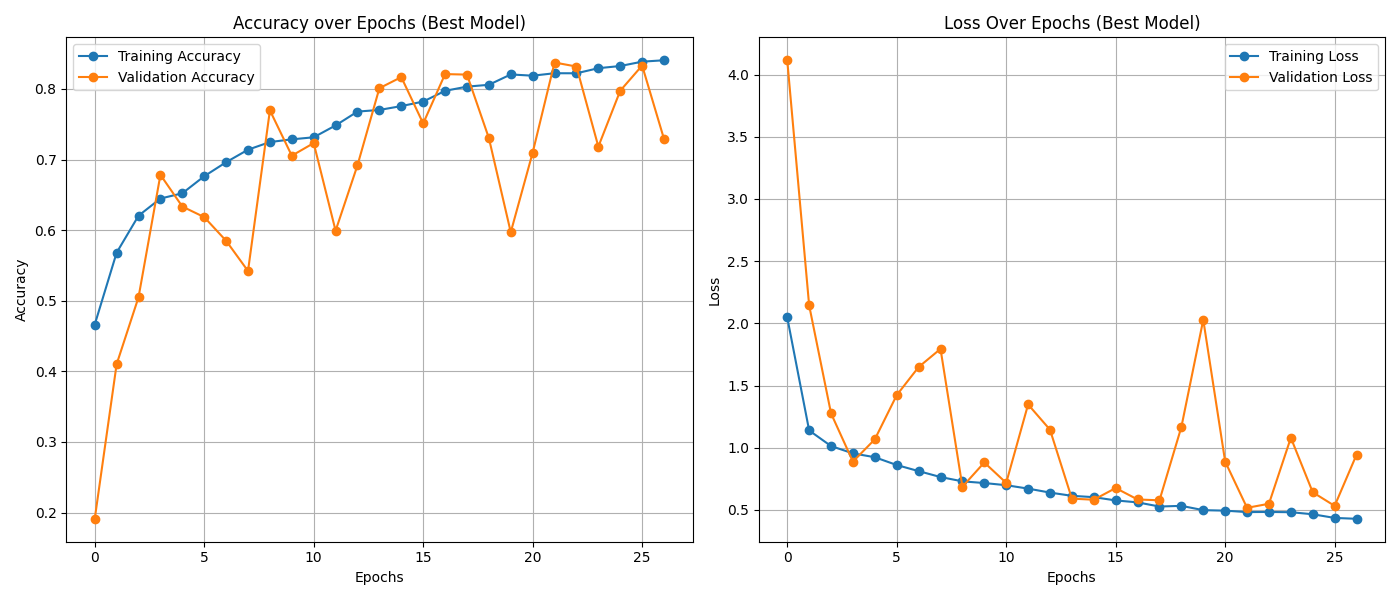 Accuracy over Epochs (Best Model)
Training Accuracy
Validation Accuracy
Accuracy
0.8
0.7
0.6
0.5
0.4
0.3
0.2
0 5 10 15 20 25
Epochs
Loss Over Epochs (Best Model)
Training Loss
Validation Loss
Loss
4.0
3.5
3.0
2.5
2.0
1.5
1.0
0.5
0 5 10 15 20 25
Epochs